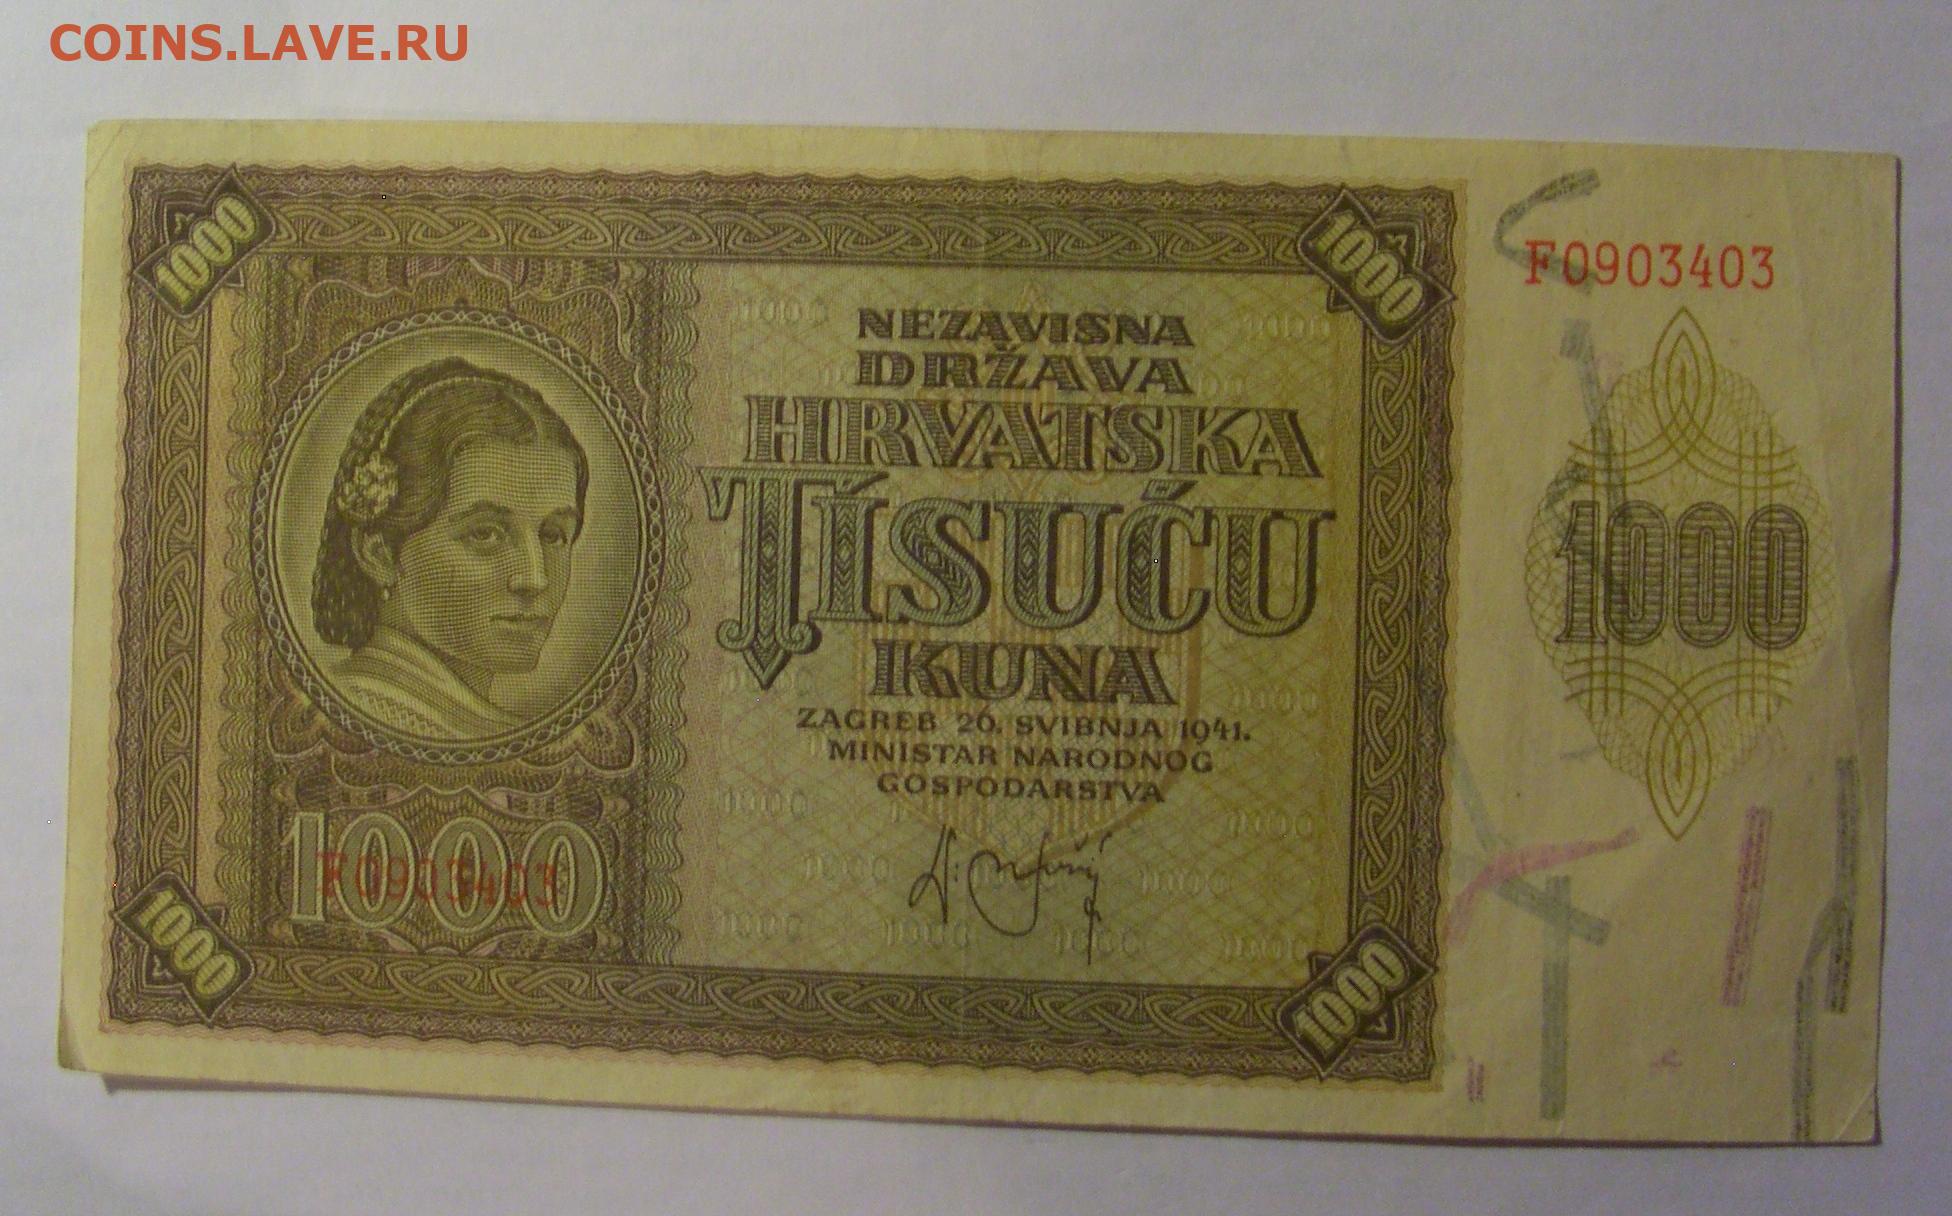 COINS.LAVE.RU
1000
1000
F0903403
NEZAVISNA
DRŽAVA
HRVATSKA
TÍSUĆU
KUNA
1000
ZAGREB 26. SVIBNJA 1941.
MINISTAR NARODNOG
GOSPODARSTVA
1000
F0903403
1000
1000